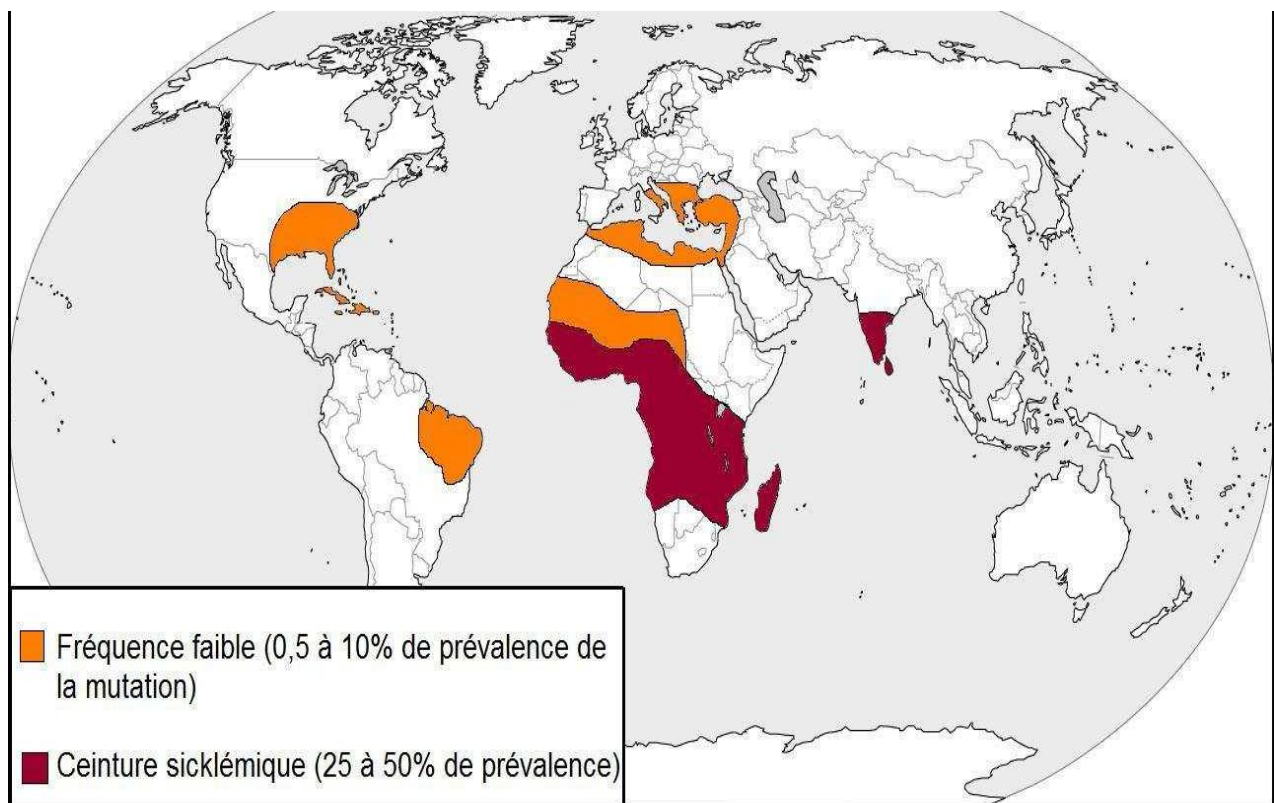 Fréquence faible (0,5 à 10% de prévalence de
la mutation)
Ceinture sicklémique (25 à 50% de prévalence)